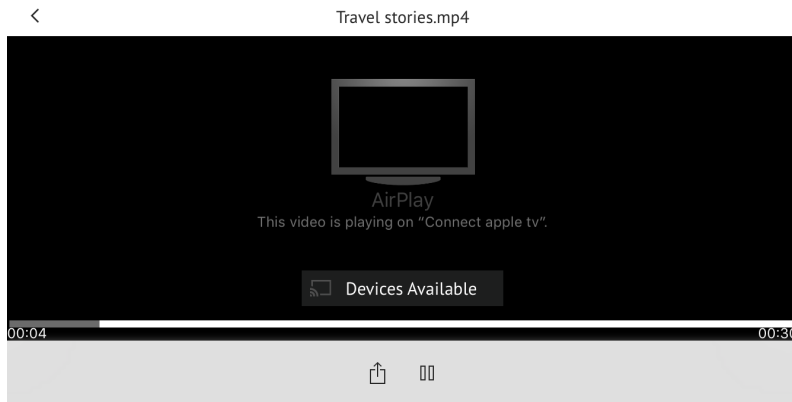 Travel stories.mp4
AirPlay
This video is playing on “Connect apple tv”.
Devices Available
00:04
00:30